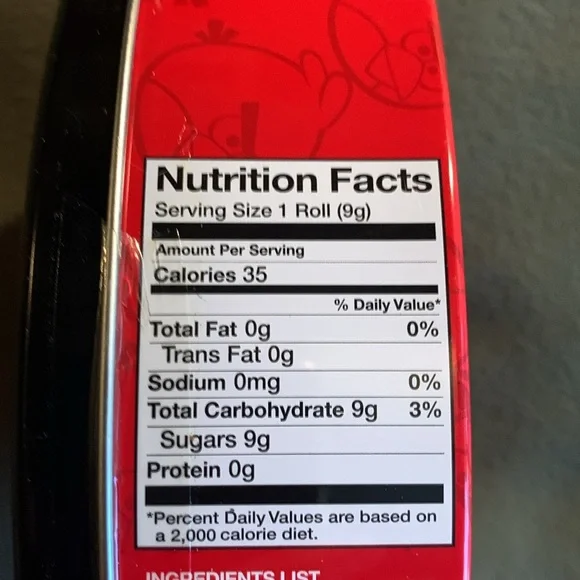 Nutrition Facts
Serving Size 1 Roll (9g)
Amount Per Serving
Calories 35
% Daily Value*
Total Fat 0g 0%
Trans Fat 0g
Sodium 0mg 0%
Total Carbohydrate 9g 3%
Sugars 9g
Protein 0g
*Percent Daily Values are based on
a 2,000 calorie diet.
INGREDIENTS LIST